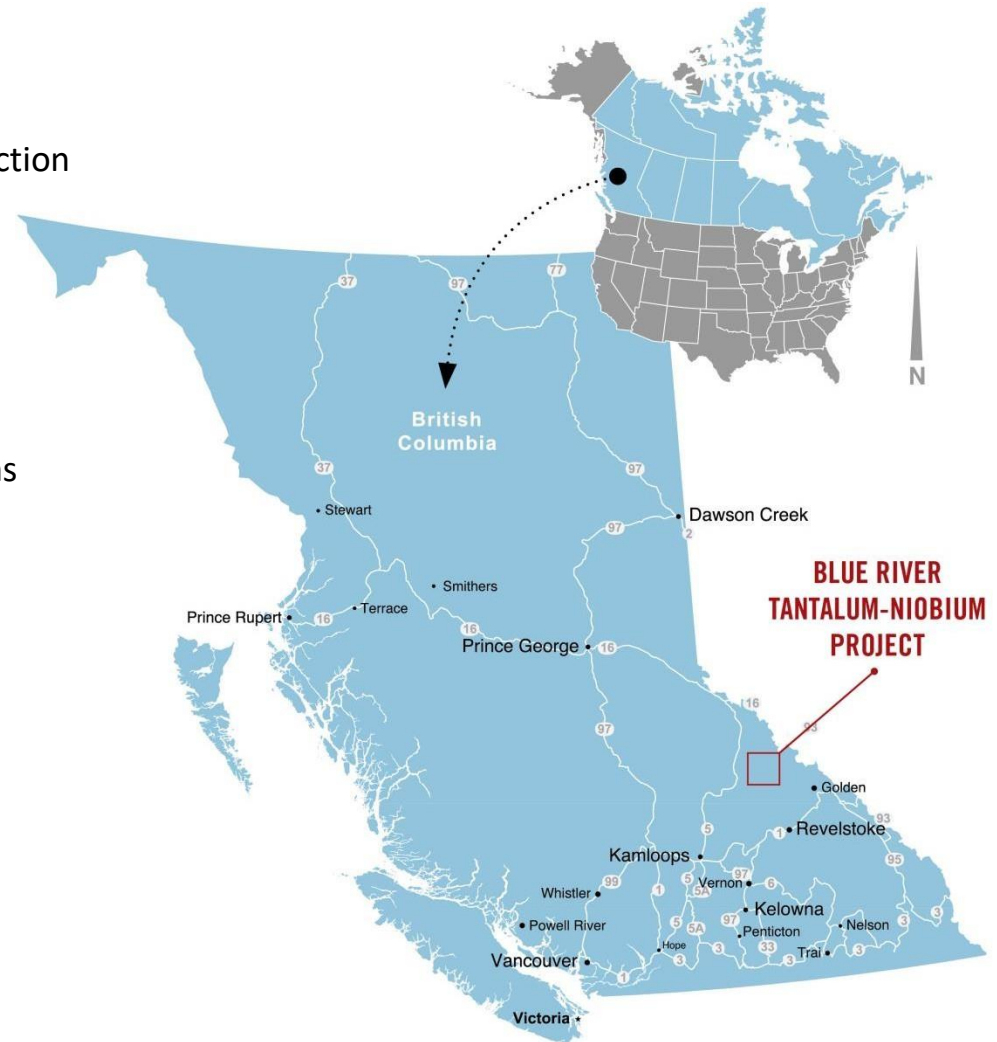 ction
N
37
97
77
British
Columbia
ns
37
97
Stewart
97
Dawson Creek
2
BLUE RIVER
TANTALUM-NIOBIUM
PROJECT
Smithers
Prince Rupert
16
Terrace
16
Prince George
16
16
93
97
Golden
93
5
1
Revelstoke
Kamloops
95
99
5
97
Vernon
6
Whistler
1
5A
Kelowna
Powell River
5
97
Nelson
3
3
5A
Penticton
Hope
3
33
Trai
3
3
Vancouver
1
3
Victoria